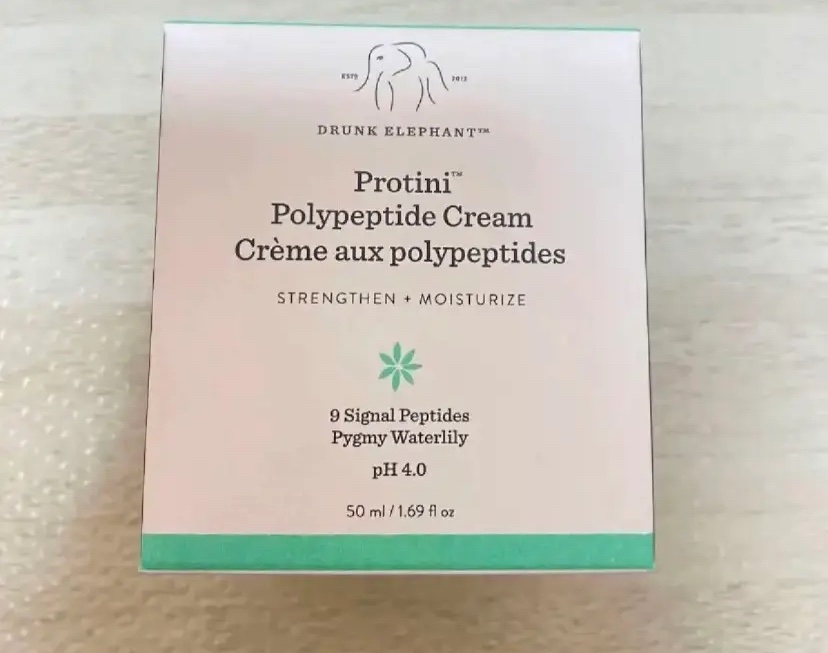 ESTD 2012
DRUNK ELEPHANT™
Protini™
Polypeptide Cream
Crème aux polypeptides
STRENGTHEN + MOISTURIZE
9 Signal Peptides
Pygmy Waterlily
pH 4.0
50 ml / 1.69 fl oz